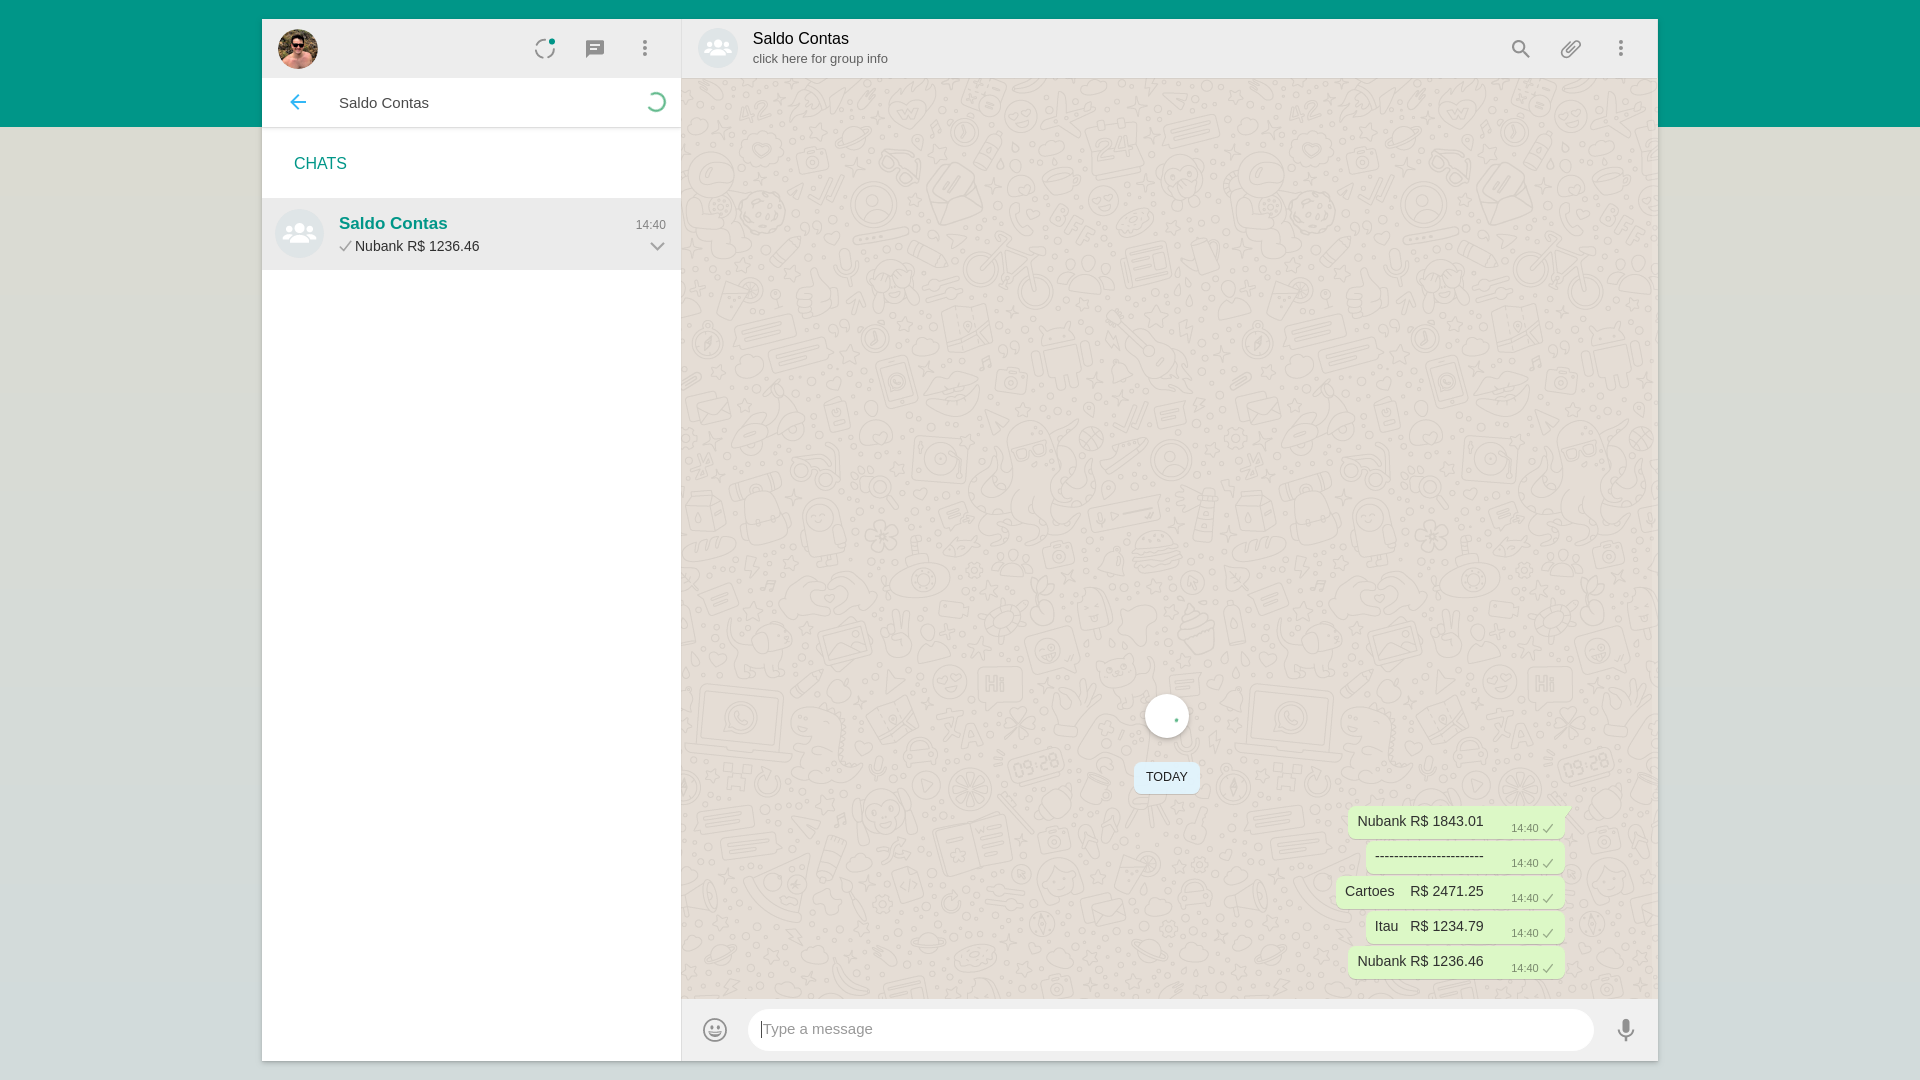 Saldo Contas
click here for group info
Saldo Contas
CHATS
Saldo Contas
14:40
Nubank R$ 1236.46
TODAY
Nubank R$ 1843.01 14:40
----------------------- 14:40
Cartoes R$ 2471.25 14:40
Itau R$ 1234.79 14:40
Nubank R$ 1236.46 14:40
Type a message